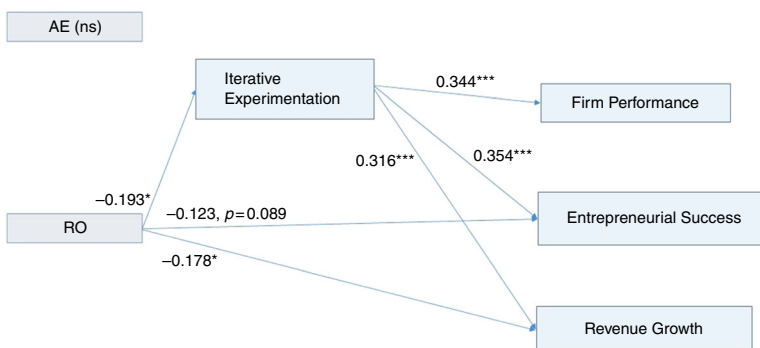 AE (ns)
Iterative
Experimentation
0.344***
Firm Performance
0.316***
0.354***
–0.193*
–0.123, p=0.089
RO
Entrepreneurial Success
–0.178*
Revenue Growth